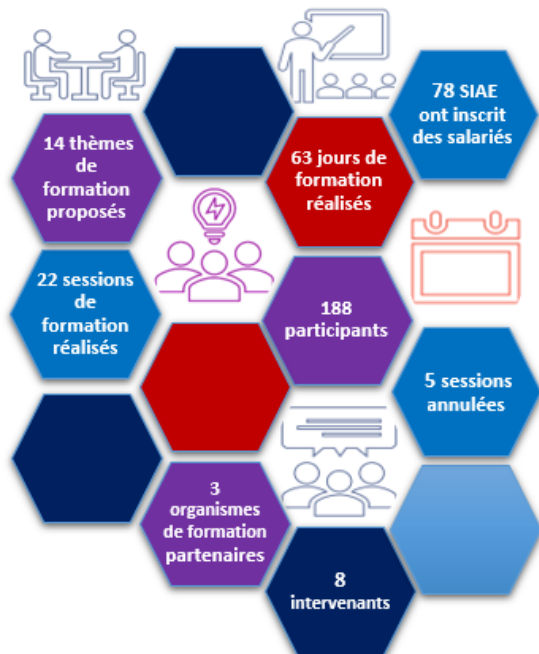 78 SIAE
ont inscrit
des salariés
14 thèmes
de
formation
proposés
63 jours de
formation
réalisés
22 sessions
de
formation
réalisés
188
participants
5 sessions
annulées
3
organismes
de formation
partenaires
8
intervenants